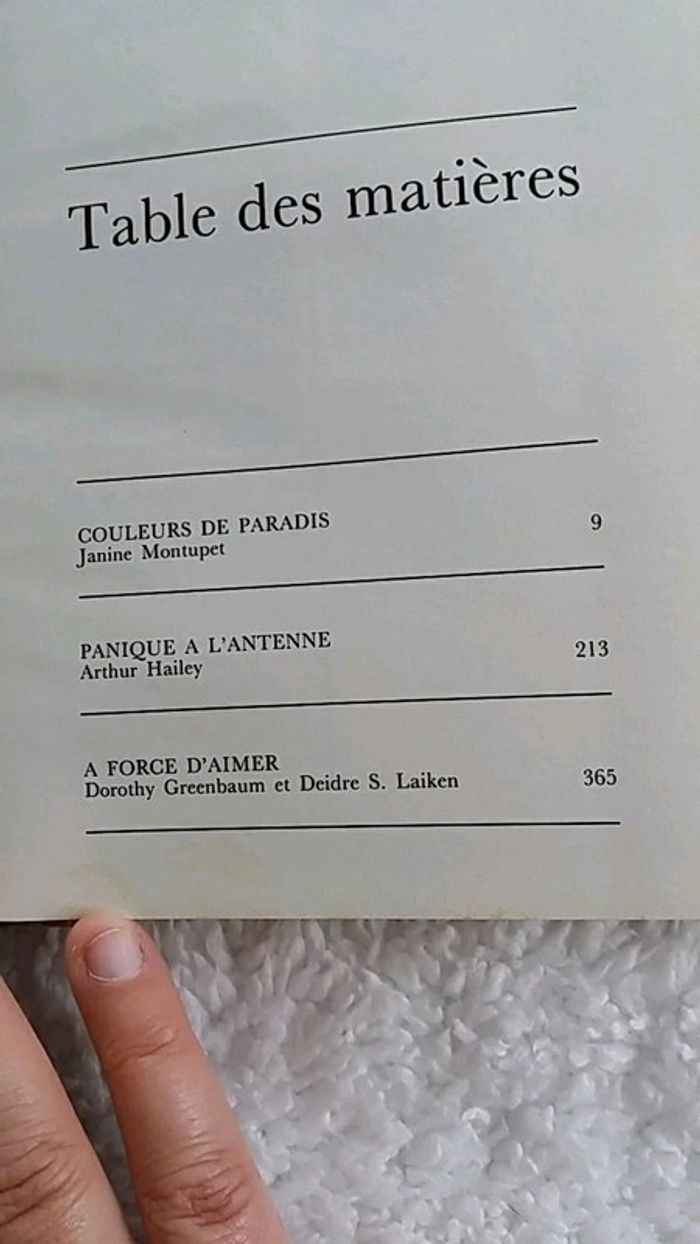 Table des matières
COULEURS DE PARADIS 9
Janine Montupet
PANIQUE A L'ANTENNE 213
Arthur Hailey
A FORCE D'AIMER 365
Dorothy Greenbaum et Deidre S. Laiken